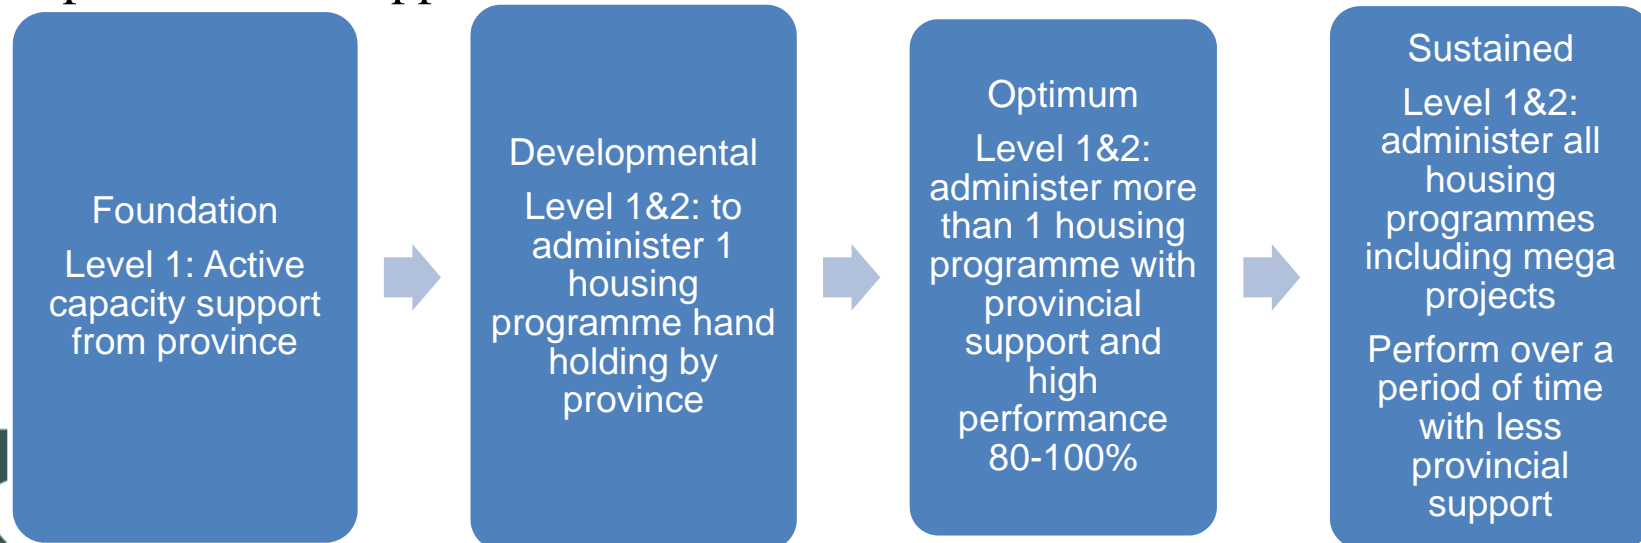 Foundation
Level 1: Active
capacity support
from province
Developmental
Level 1&2: to
administer 1
housing
programme hand
holding by
province
Optimum
Level 1&2:
administer more
than 1 housing
programme with
provincial
support and
high
performance
80-100%
Sustained
Level 1&2:
administer all
housing
programmes
including mega
projects
Perform over a
period of time
with less
provincial
support